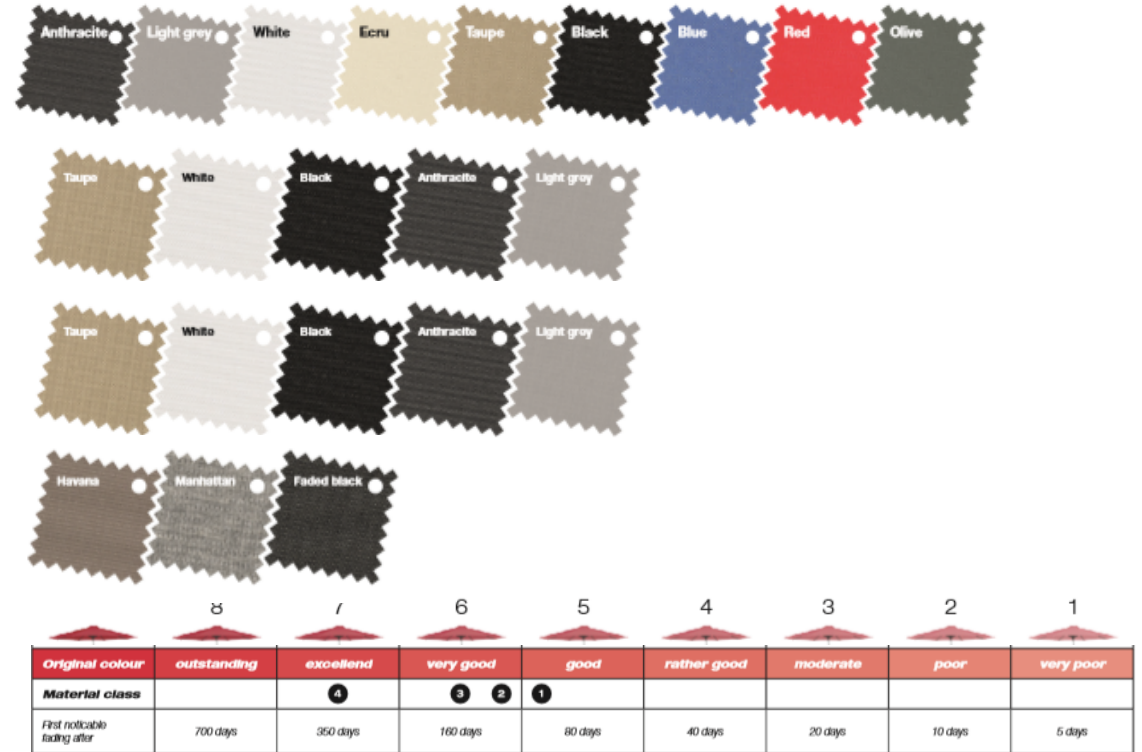 Anthracite Light grey White Ecru Taupe Black Blue Red Olive
Taupe White Black Anthracite Light grey
Taupe White Black Anthracite Light grey
Havana Manhattan Faded black
8 7 6 5 4 3 2 1
Original colour outstanding excellend very good good rather good moderate poor very poor
Material class 4 3 2 1
First noticable
fading after 700 days 350 days 160 days 80 days 40 days 20 days 10 days 5 days